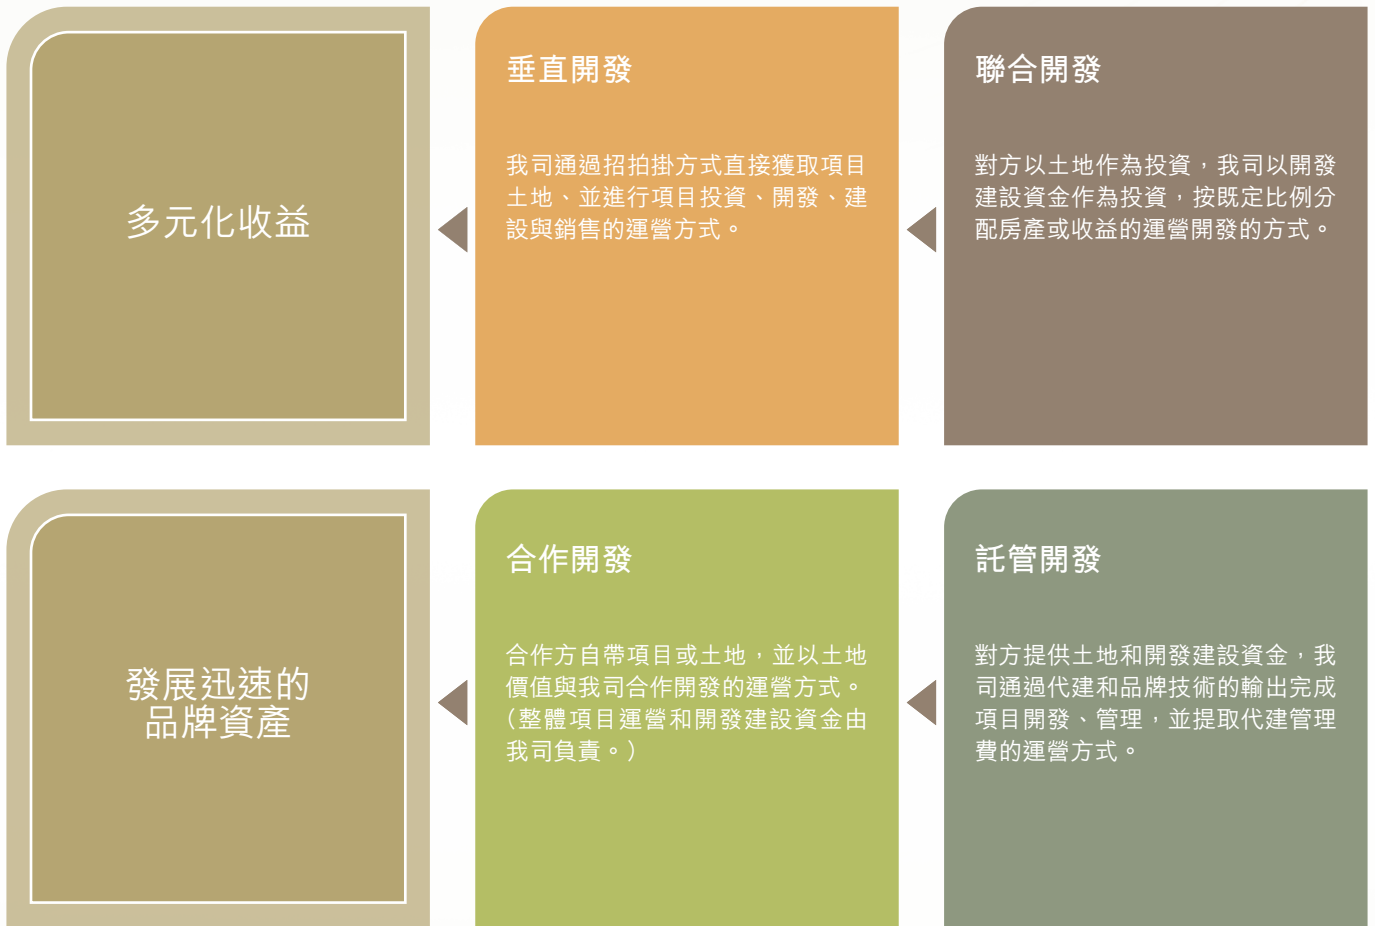 多元化收益
垂直開發
我司通過招拍掛方式直接獲取項目
土地、並進行項目投資、開發、建
設與銷售的運營方式。
聯合開發
對方以土地作為投資，我司以開發
建設資金作為投資，按既定比例分
配房產或收益的運營開發的方式。
發展迅速的
品牌資產
合作開發
合作方自帶項目或土地，並以土地
價值與我司合作開發的運營方式。
（整體項目運營和開發建設資金由
我司負責。）
託管開發
對方提供土地和開發建設資金，我
司通過代建和品牌技術的輸出完成
項目開發、管理，並提取代建管理
費的運營方式。